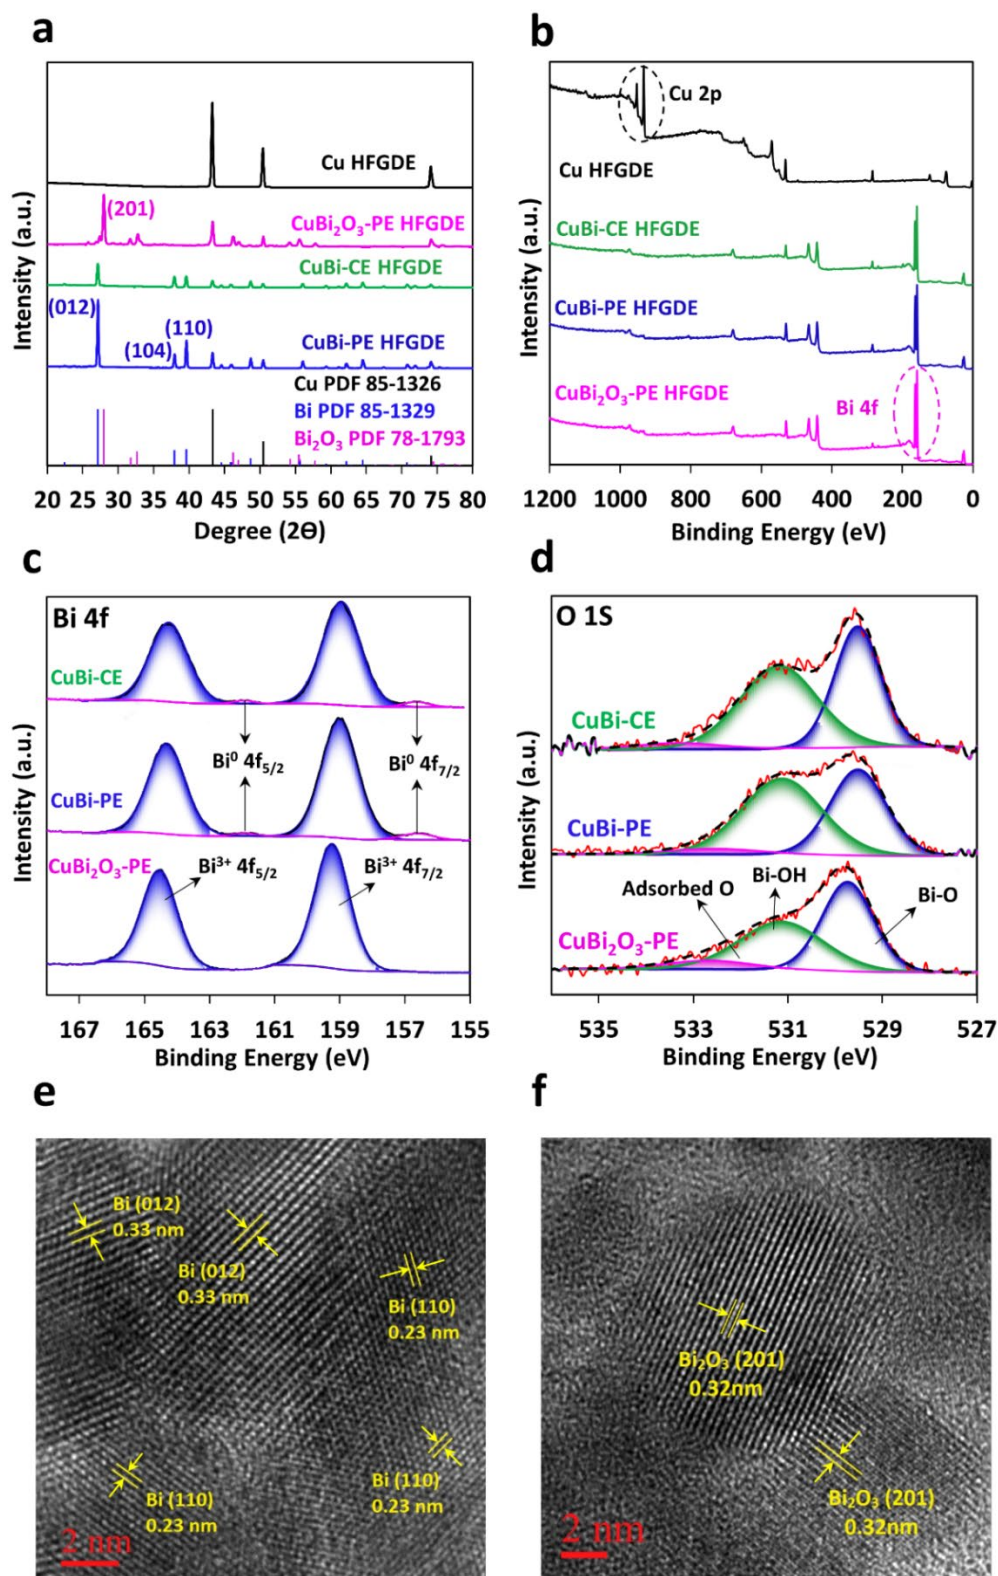 a
Intensity (a.u.)
Cu HFGDE
(201)
CuBi₂O₃-PE HFGDE
CuBi-CE HFGDE
(012)
(110)
(104)
CuBi-PE HFGDE
Cu PDF 85-1326
Bi PDF 85-1329
Bi₂O₃ PDF 78-1793
20 25 30 35 40 45 50 55 60 65 70 75 80
Degree (2Θ)
b
Intensity (a.u.)
Cu 2p
Cu HFGDE
CuBi-CE HFGDE
CuBi-PE HFGDE
CuBi₂O₃-PE HFGDE
Bi 4f
1200 1000 800 600 400 200 0
Binding Energy (eV)
c
Intensity (a.u.)
Bi 4f
CuBi-CE
Bi⁰ 4f₅/₂
Bi⁰ 4f₇/₂
CuBi-PE
CuBi₂O₃-PE
Bi³⁺ 4f₅/₂
Bi³⁺ 4f₇/₂
167 165 163 161 159 157 155
Binding Energy (eV)
d
Intensity (a.u.)
O 1S
CuBi-CE
CuBi-PE
Adsorbed O
Bi-OH
Bi-O
CuBi₂O₃-PE
535 533 531 529 527
Binding Energy (eV)
e
Bi (012)
0.33 nm
Bi (012)
0.33 nm
Bi (110)
0.23 nm
Bi (110)
0.23 nm
Bi (110)
0.23 nm
2 nm
f
Bi₂O₃ (201)
0.32nm
Bi₂O₃ (201)
0.32nm
2 nm